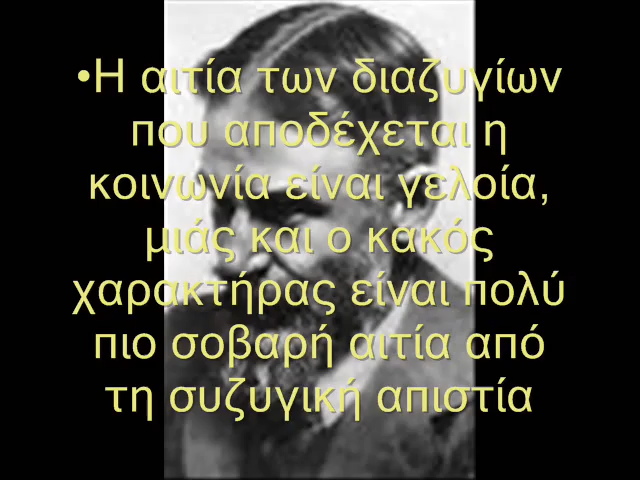 •Η αιτία των διαζυγίων
που αποδέχεται η
κοινωνία είναι γελοία,
μιάς και ο κακός
χαρακτήρας είναι πολύ
πιο σοβαρή αιτία από
τη συζυγική απιστία